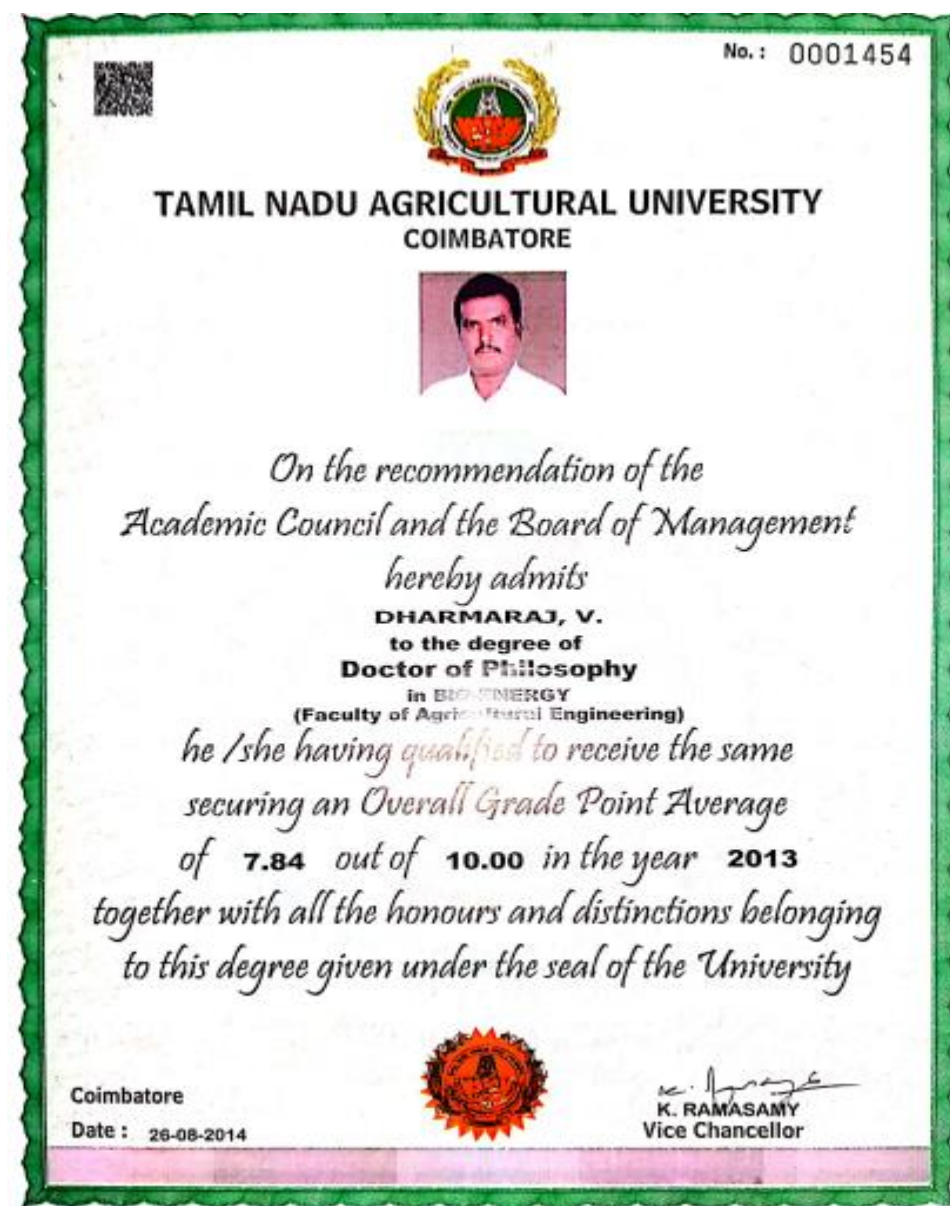 No.: 0001454
TAMIL NADU AGRICULTURAL UNIVERSITY
COIMBATORE
On the recommendation of the
Academic Council and the Board of Management
hereby admits
DHARMARAJ, V.
to the degree of
Doctor of Philosophy
in BIO-ENERGY
(Faculty of Agricultural Engineering)
he /she having qualified to receive the same
securing an Overall Grade Point Average
of 7.84 out of 10.00 in the year 2013
together with all the honours and distinctions belonging
to this degree given under the seal of the University
Coimbatore
Date : 26-08-2014
K. RAMASAMY
Vice Chancellor